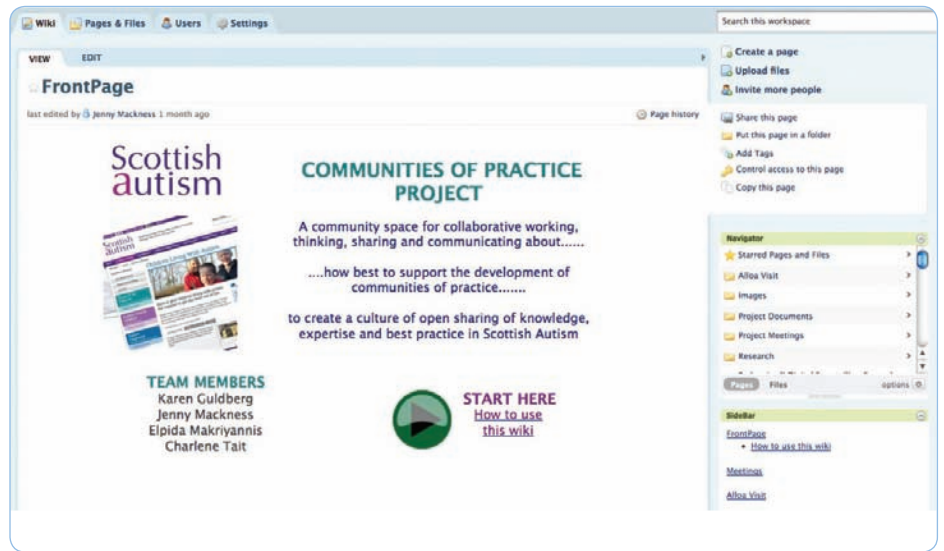 Wiki
Pages & Files
Users
Settings
Search this workspace
VIEW
EDIT
FrontPage
last edited by Jenny Mackness 1 month ago
Page history
Scottish
autism
COMMUNITIES OF PRACTICE
PROJECT
A community space for collaborative working,
thinking, sharing and communicating about......
....how best to support the development of
communities of practice.......
to create a culture of open sharing of knowledge,
expertise and best practice in Scottish Autism
TEAM MEMBERS
Karen Guldberg
Jenny Mackness
Elpida Makriyannis
Charlene Tait
START HERE
How to use
this wiki
Create a page
Upload files
Invite more people
Share this page
Put this page in a folder
Add Tags
Control access to this page
Copy this page
Navigator
Starred Pages and Files
Alloa Visit
Images
Project Documents
Project Meetings
Research
Pages
Files
options
SideBar
FrontPage
• How to use this wiki
Meetings
Alloa Visit